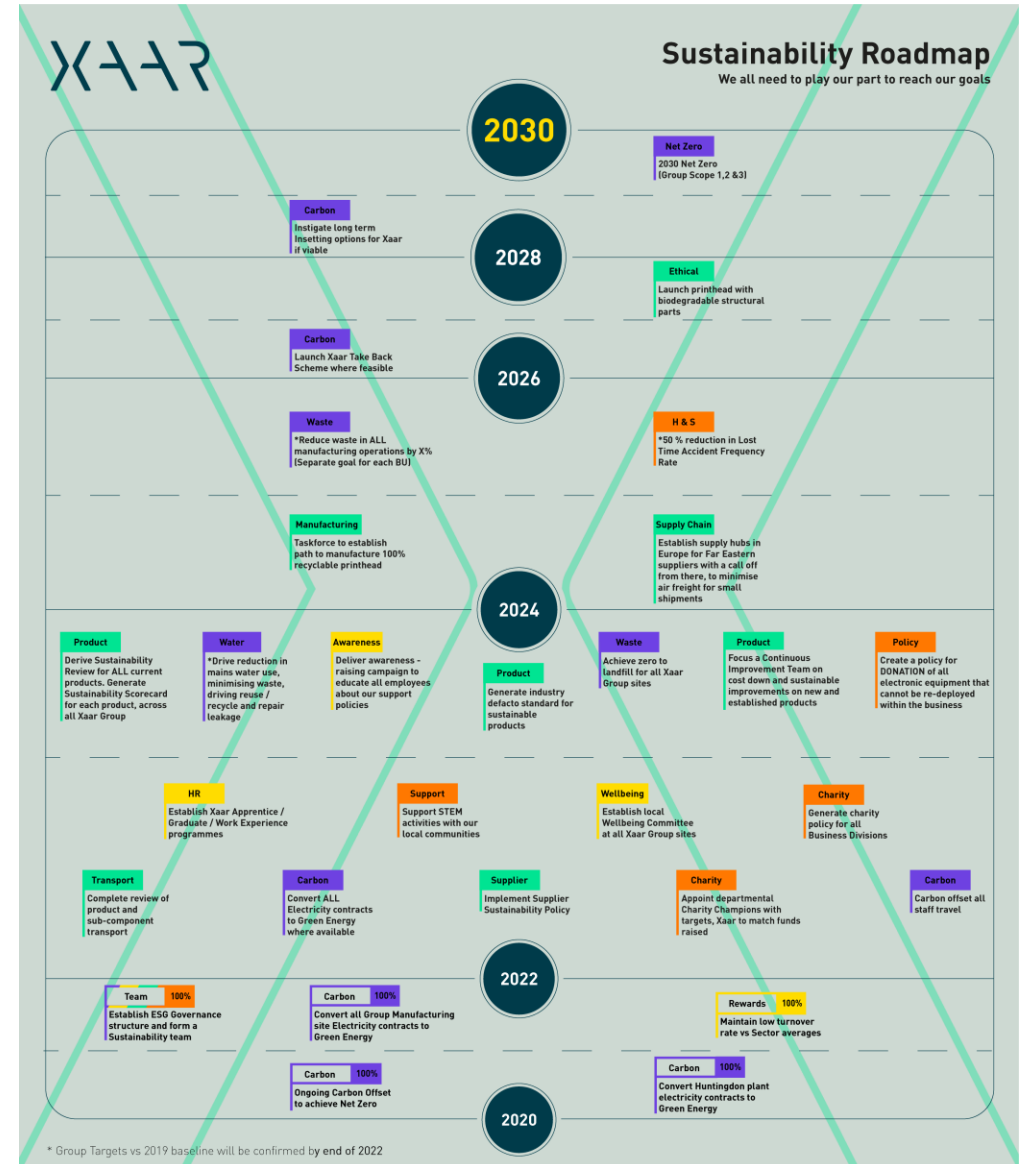 XAAR
Sustainability Roadmap
We all need to play our part to reach our goals
2030
Net Zero
2030 Net Zero
(Group Scope 1,2 &3)
Carbon
Instigate long term
Insetting options for Xaar
if viable
2028
Ethical
Launch printhead with
biodegradable structural
parts
Carbon
Launch Xaar Take Back
Scheme where feasible
2026
Waste
*Reduce waste in ALL
manufacturing operations by X%
(Separate goal for each BU)
H & S
*50 % reduction in Lost
Time Accident Frequency
Rate
Manufacturing
Taskforce to establish
path to manufacture 100%
recyclable printhead
Supply Chain
Establish supply hubs in
Europe for Far Eastern
suppliers with a call off
from there, to minimise
air freight for small
shipments
2024
Product
Derive Sustainability
Review for ALL current
products. Generate
Sustainability Scorecard
for each product, across
all Xaar Group
Water
*Drive reduction in
mains water use,
minimising waste,
driving reuse /
recycle and repair
leakage
Awareness
Deliver awareness -
raising campaign to
educate all employees
about our support
policies
Product
Generate industry
defacto standard for
sustainable
products
Waste
Achieve zero to
landfill for all Xaar
Group sites
Product
Focus a Continuous
Improvement Team on
cost down and sustainable
improvements on new and
established products
Policy
Create a policy for
DONATION of all
electronic equipment that
cannot be re-deployed
within the business
HR
Establish Xaar Apprentice /
Graduate / Work Experience
programmes
Support
Support STEM
activities with our
local communities
Wellbeing
Establish local
Wellbeing Committee
at all Xaar Group sites
Charity
Generate charity
policy for all
Business Divisions
Transport
Complete review of
product and
sub-component
transport
Carbon
Convert ALL
Electricity contracts
to Green Energy
where available
Supplier
Implement Supplier
Sustainability Policy
Charity
Appoint departmental
Charity Champions with
targets, Xaar to match funds
raised
Carbon
Carbon offset all
staff travel
2022
Team 100%
Establish ESG Governance
structure and form a
Sustainability team
Carbon 100%
Convert all Group Manufacturing
site Electricity contracts to
Green Energy
Rewards 100%
Maintain low turnover
rate vs Sector averages
Carbon 100%
Ongoing Carbon Offset
to achieve Net Zero
Carbon 100%
Convert Huntingdon plant
electricity contracts to
Green Energy
2020
* Group Targets vs 2019 baseline will be confirmed by end of 2022